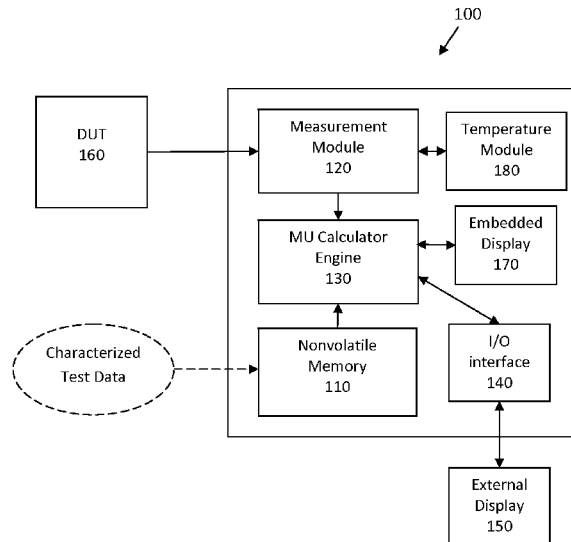 100
DUT
160
Measurement
Module
120
Temperature
Module
180
MU Calculator
Engine
130
Embedded
Display
170
Characterized
Test Data
Nonvolatile
Memory
110
I/O
interface
140
External
Display
150